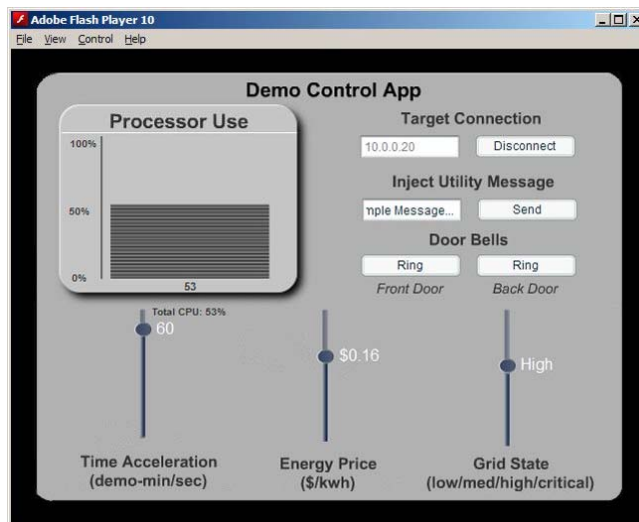 Adobe Flash Player 10
File View Control Help
Demo Control App
Processor Use
100%
50%
0%
53
Total CPU: 53%
Target Connection
10.0.0.20 Disconnect
Inject Utility Message
mple Message... Send
Door Bells
Ring Ring
Front Door Back Door
60
$0.16
High
Time Acceleration
(demo-min/sec)
Energy Price
($/kwh)
Grid State
(low/med/high/critical)